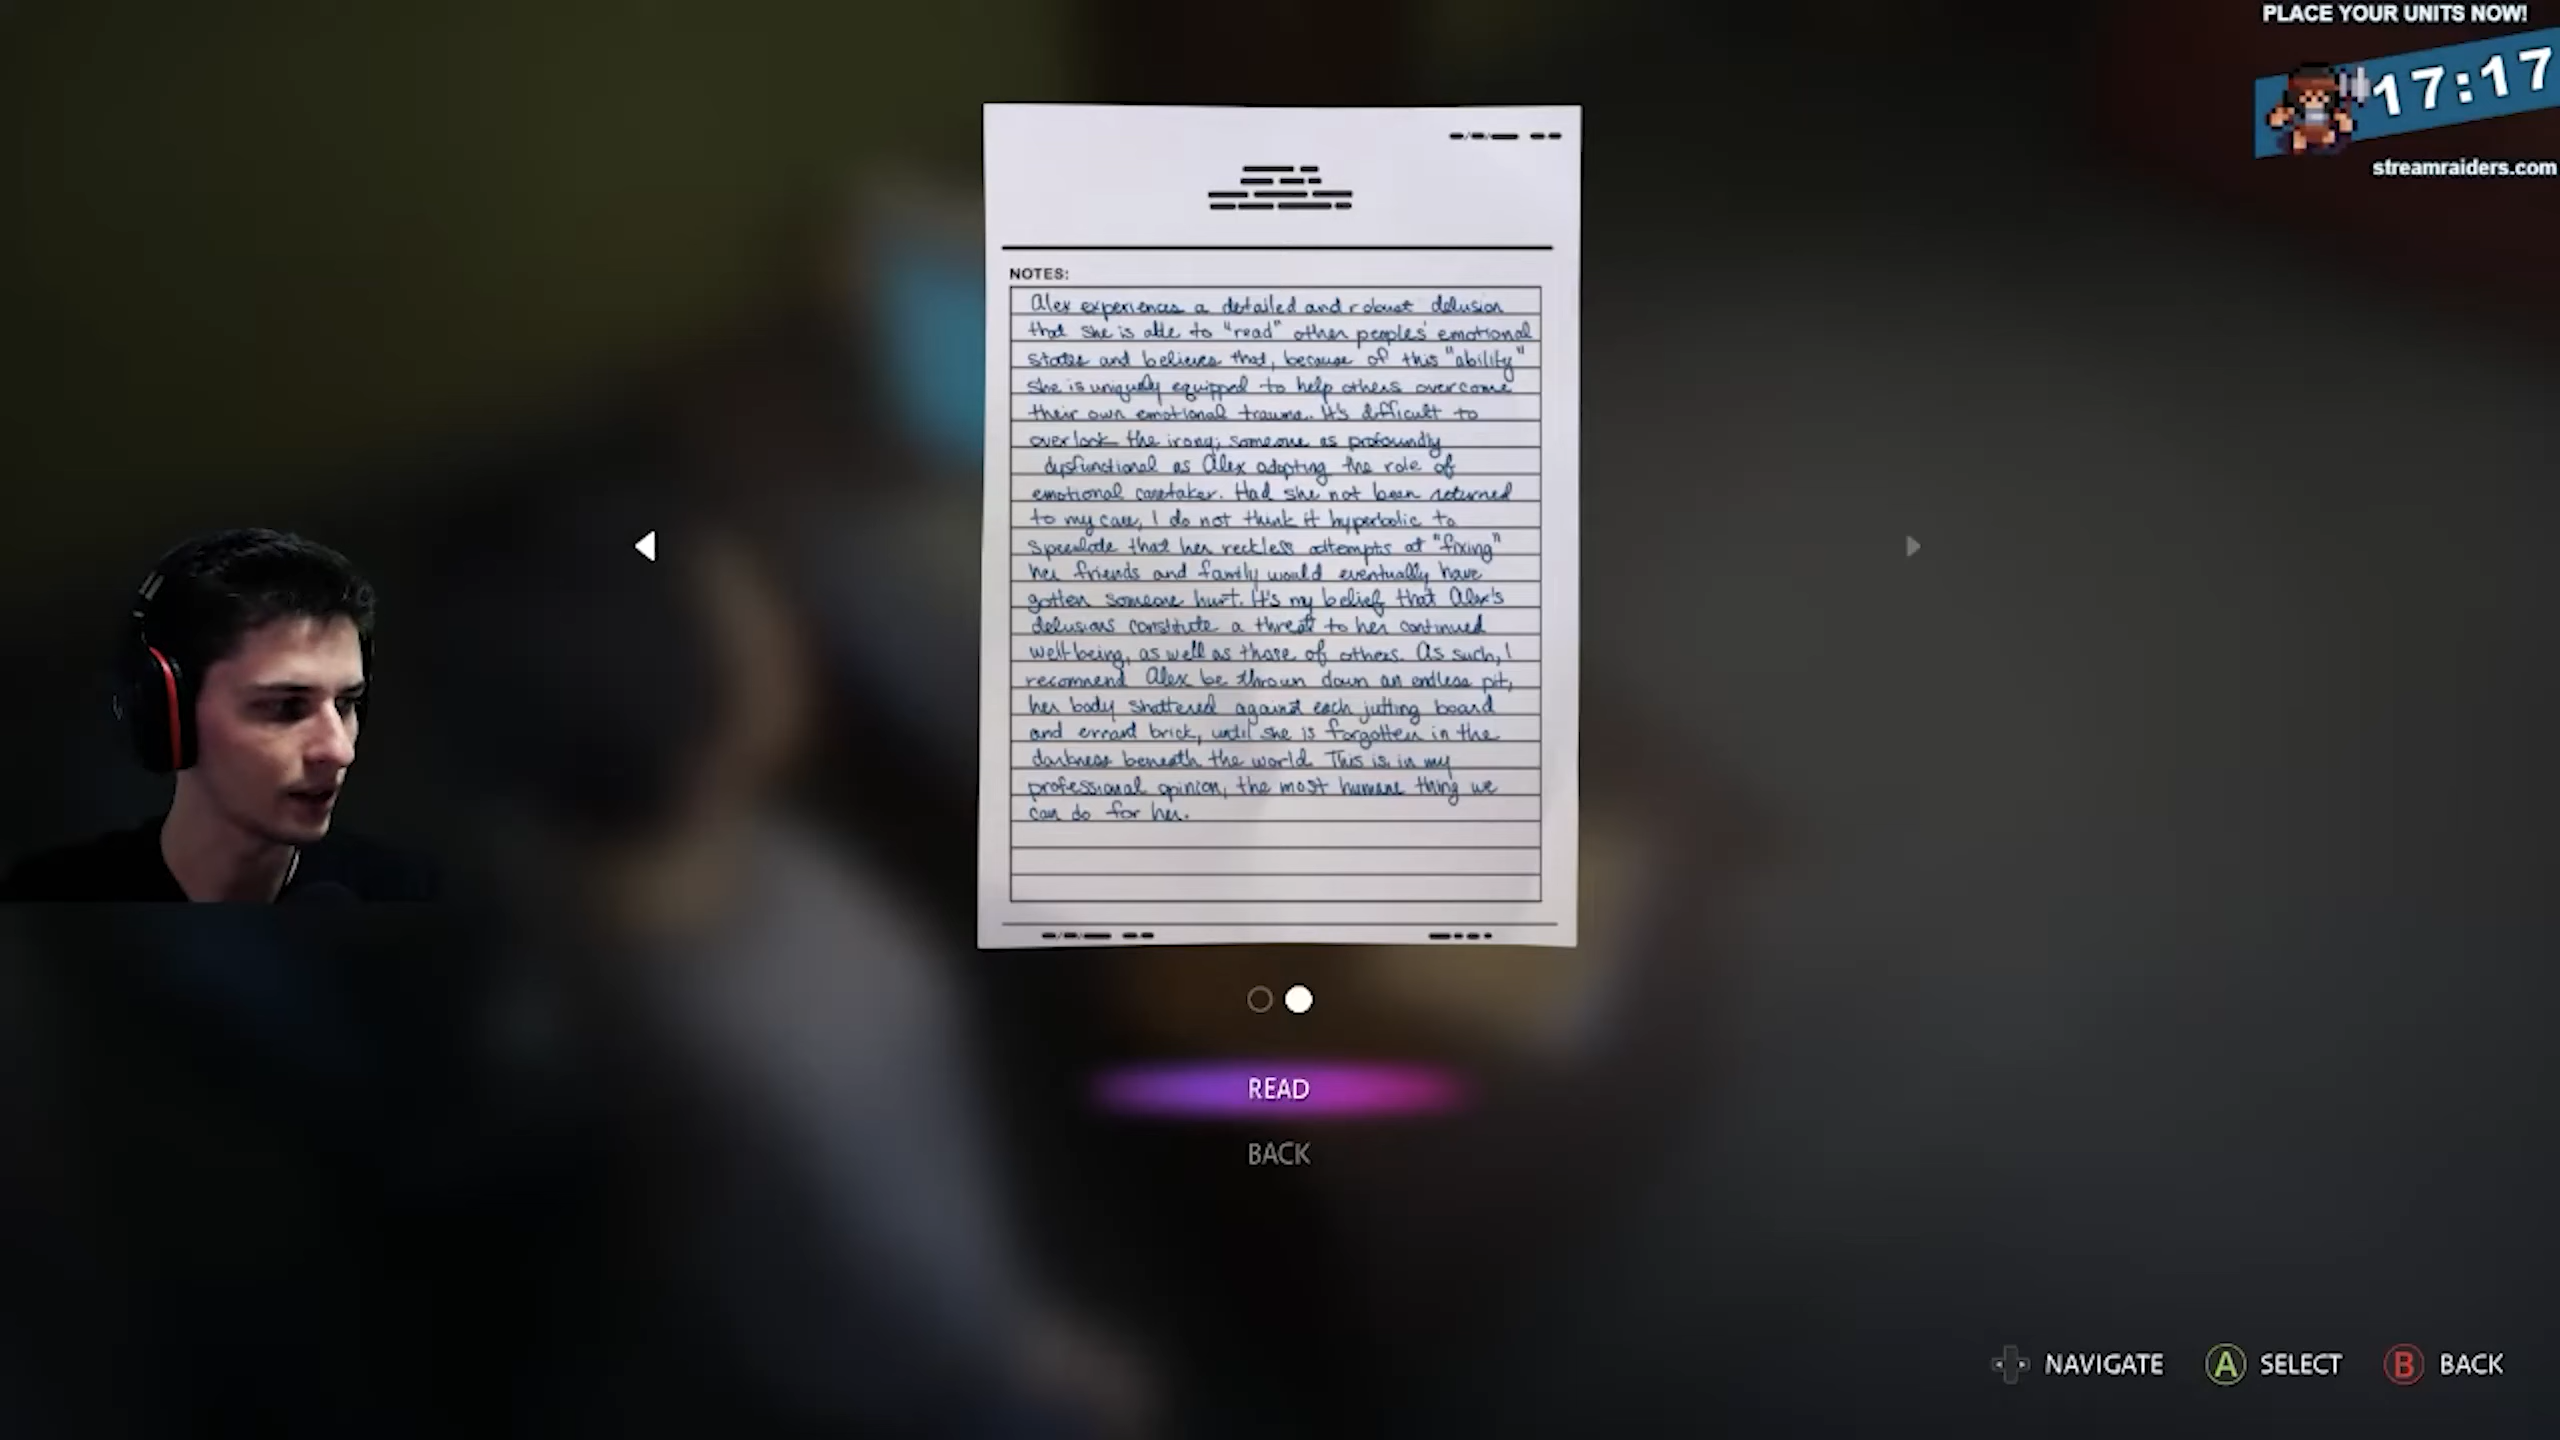 PLACE YOUR UNITS NOW!
17:17
streamraiders.com
NOTES:
Alex experiences a detailed and robust delusion
that she is able to "read" other peoples' emotional
states and believes that, because of this "ability"
she is uniquely equipped to help others overcome
their own emotional trauma. It's difficult to
overlook the irony; someone as profoundly
dysfunctional as Alex adopting the role of
emotional caretaker. Had she not been returned
to my care, I do not think it hyperbolic to
speculate that her reckless attempts at "fixing"
her friends and family would eventually have
gotten someone hurt. It's my belief that Alex's
delusions constitute a threat to her continued
well being, as well as those of others. As such, I
recommend Alex be thrown down an endless pit,
her body shattered against each jutting board
and errant brick, until she is forgotten in the
darkness beneath the world. This is, in my
professional opinion, the most humane thing we
can do for her.
READ
BACK
NAVIGATE A SELECT B BACK